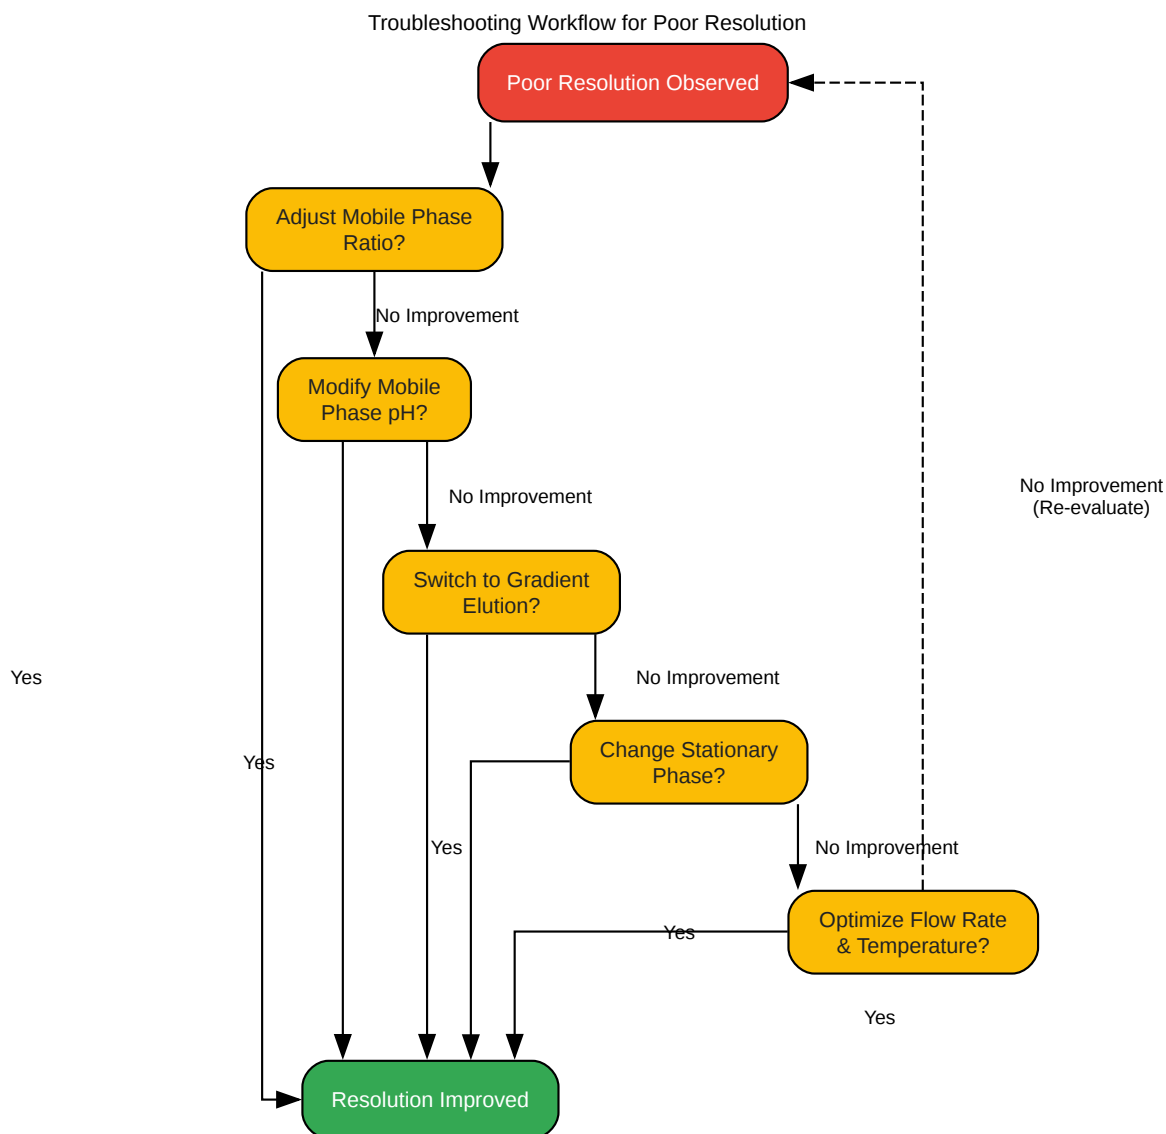 Troubleshooting Workflow for Poor Resolution
Poor Resolution Observed
Adjust Mobile Phase
Ratio?
No Improvement
Modify Mobile
Phase pH?
No Improvement
No Improvement
(Re-evaluate)
Switch to Gradient
Elution?
Yes
No Improvement
Change Stationary
Phase?
Yes
Yes
No Improvement
Optimize Flow Rate
& Temperature?
Yes
Yes
Resolution Improved